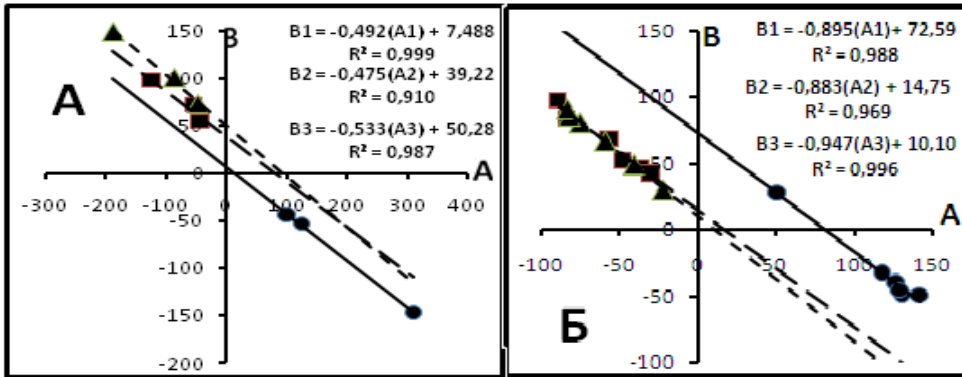 150
100
50
0
-50
-100
-150
-200
-300
-200
-100
0
100
200
300
400
В
А
А
B1 = -0,492(A1) + 7,488
R² = 0,999
B2 = -0,475(A2) + 39,22
R² = 0,910
B3 = -0,533(A3) + 50,28
R² = 0,987
150
100
50
0
-50
-100
-100
-50
0
50
100
150
В
А
Б
B1 = -0,895(A1) + 72,59
R² = 0,988
B2 = -0,883(A2) + 14,75
R² = 0,969
B3 = -0,947(A3) + 10,10
R² = 0,996